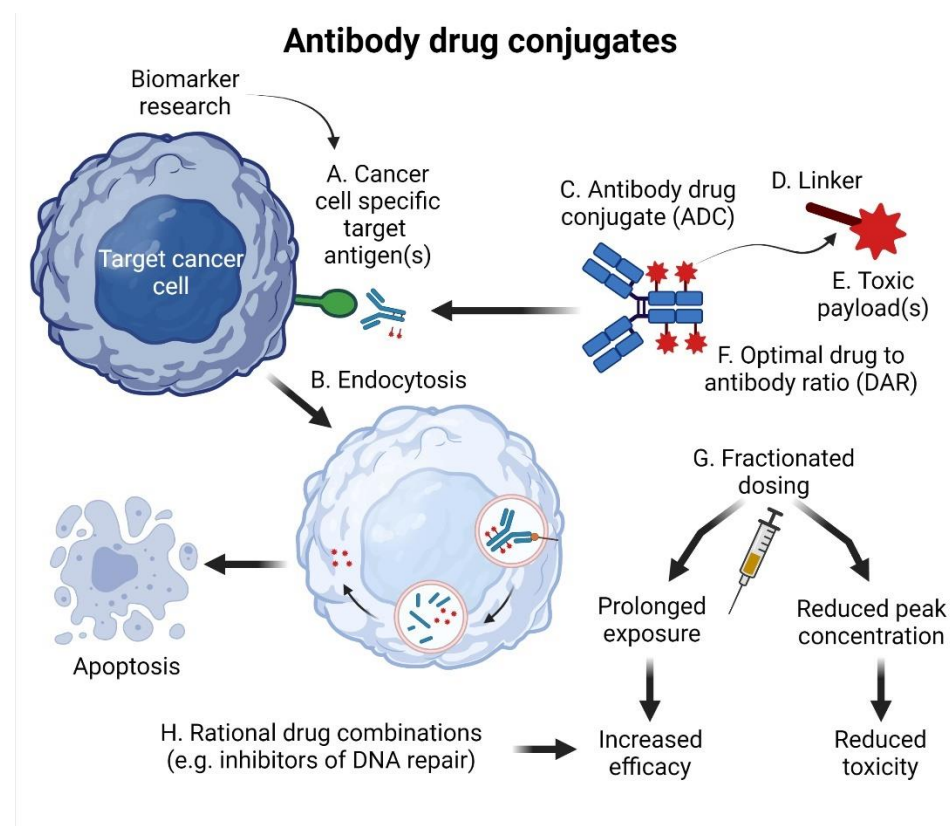 Antibody drug conjugates
Biomarker
research
A. Cancer
cell specific
target
antigen(s)
Target cancer
cell
C. Antibody drug
conjugate (ADC)
D. Linker
E. Toxic
payload(s)
F. Optimal drug to
antibody ratio (DAR)
B. Endocytosis
G. Fractionated
dosing
Prolonged
exposure
Reduced peak
concentration
Apoptosis
H. Rational drug combinations
(e.g. inhibitors of DNA repair)
Increased
efficacy
Reduced
toxicity